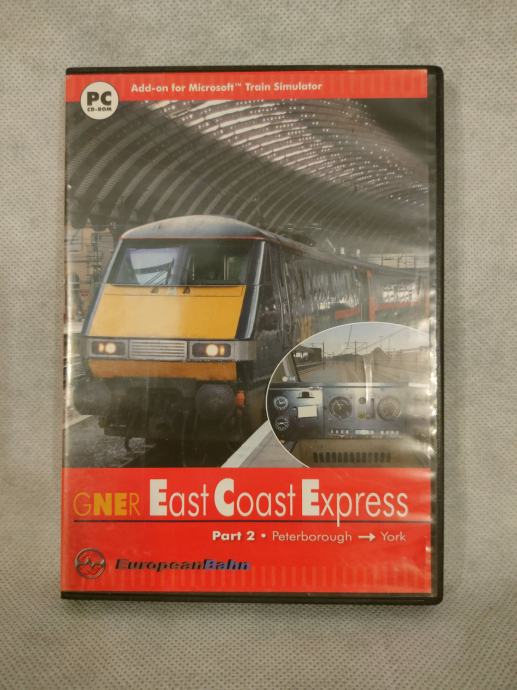 PC
CD-ROM
Add-on for Microsoft™ Train Simulator
GNER East Coast Express
Part 2 • Peterborough → York
EuropeanBahn